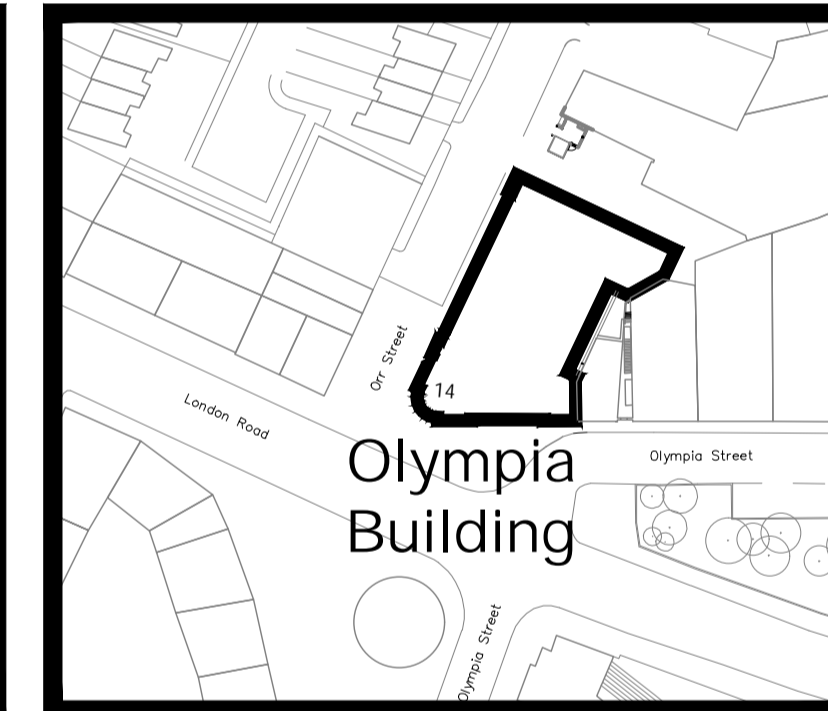 Orr Street
14
London Road
Olympia
Building
Olympia Street
Olympia Street